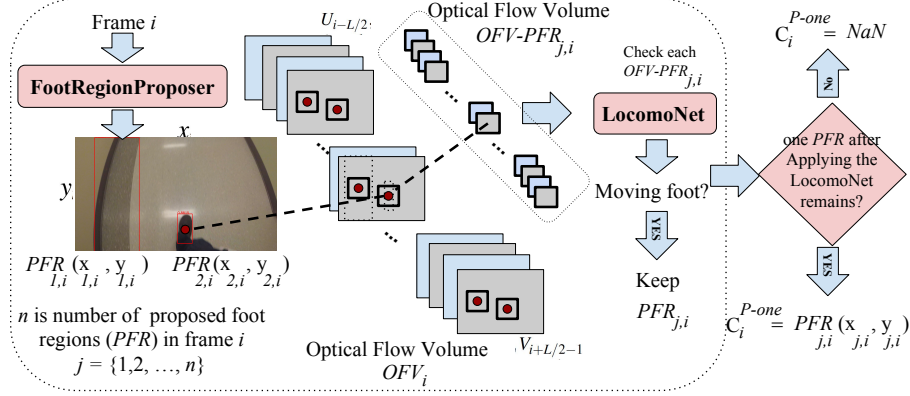 Frame i
FootRegionProposer
x
y
PFR1,i(x1,i, y1,i) PFR2,i(x2,i, y2,i)
n is number of proposed foot
regions (PFR) in frame i
j = {1,2, …, n}
Ui−L/2
Optical Flow Volume
OFV-PFRj,i
...
...
...
...
Vi+L/2−1
Optical Flow Volume
OFVi
Check each
OFV-PFRj,i
LocomoNet
Moving foot?
YES
Keep
PFRj,i
CiP-one = NaN
No
one PFR after
Applying the
LocomoNet
remains?
YES
CiP-one = PFRj,i(xj,i, yj,i)